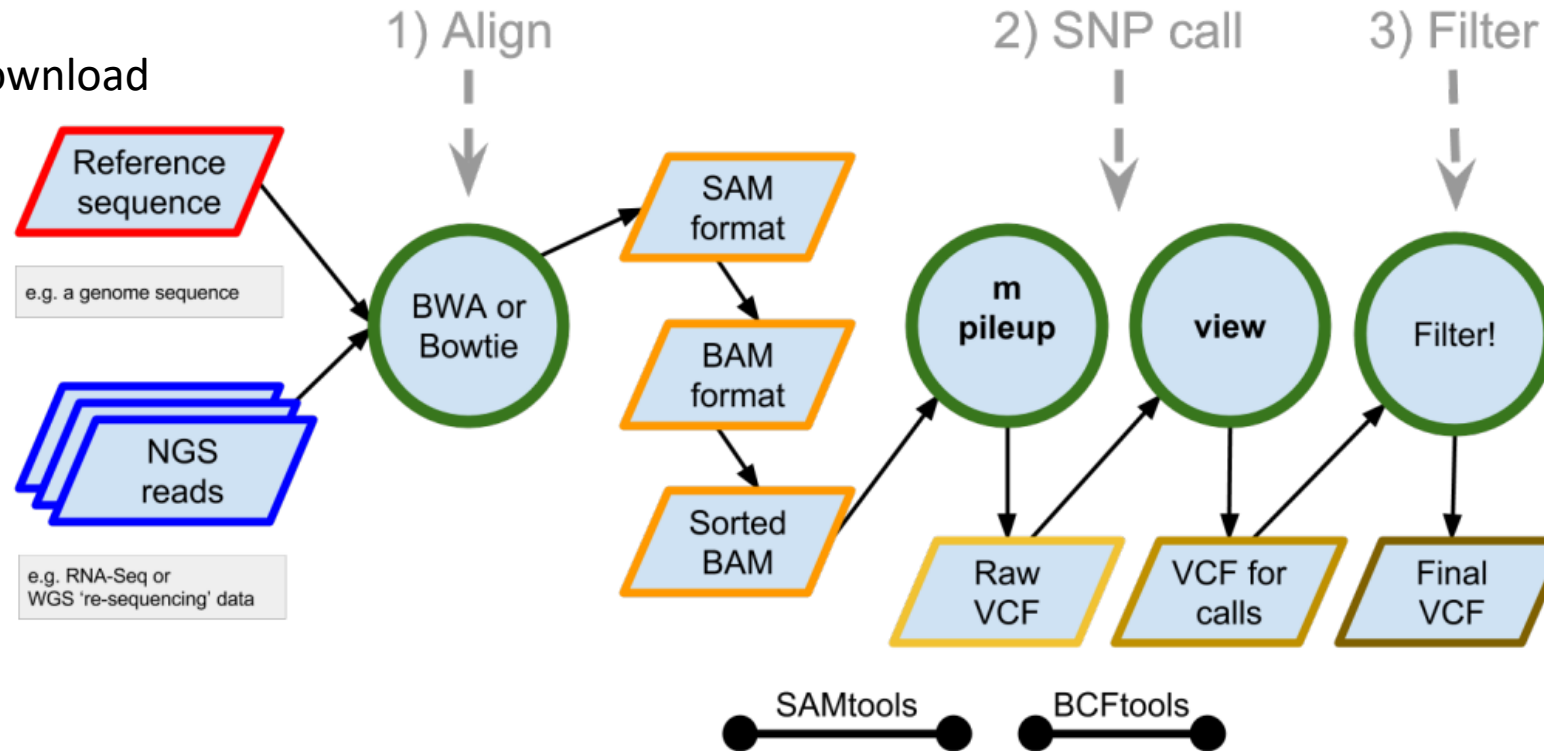 1) Align
2) SNP call
3) Filter
ownload
Reference
sequence
e.g. a genome sequence
NGS
reads
e.g. RNA-Seq or
WGS ‘re-sequencing’ data
BWA or
Bowtie
SAM
format
BAM
format
Sorted
BAM
m
pileup
view
Filter!
Raw
VCF
VCF for
calls
Final
VCF
SAMtools
BCFtools